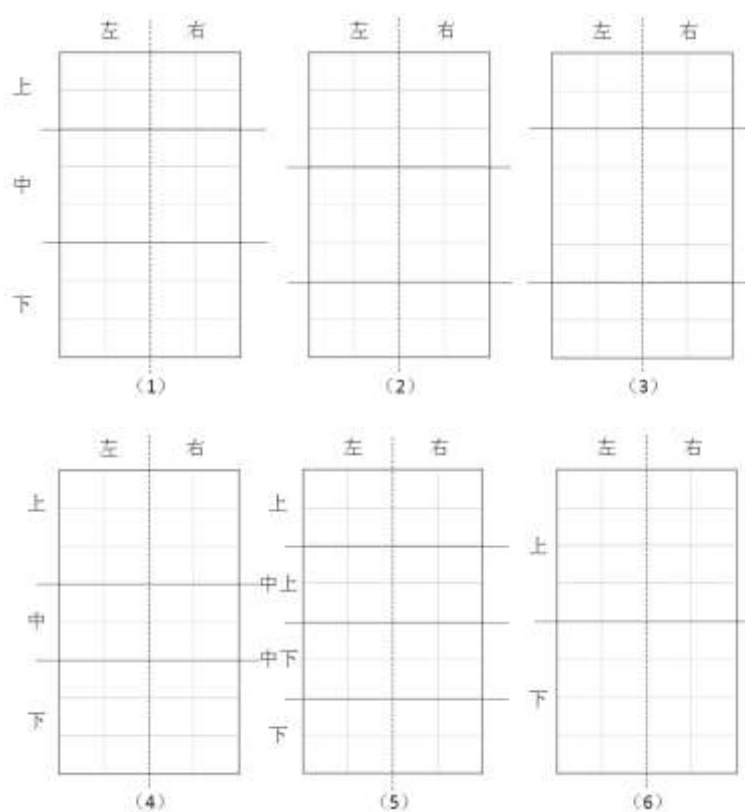 左 右 左 右 左 右
上
中
下
（1） （2） （3）
左 右 左 右 左 右
上 上
上
中上
中
中下
下 下
下
（4） （5） （6）